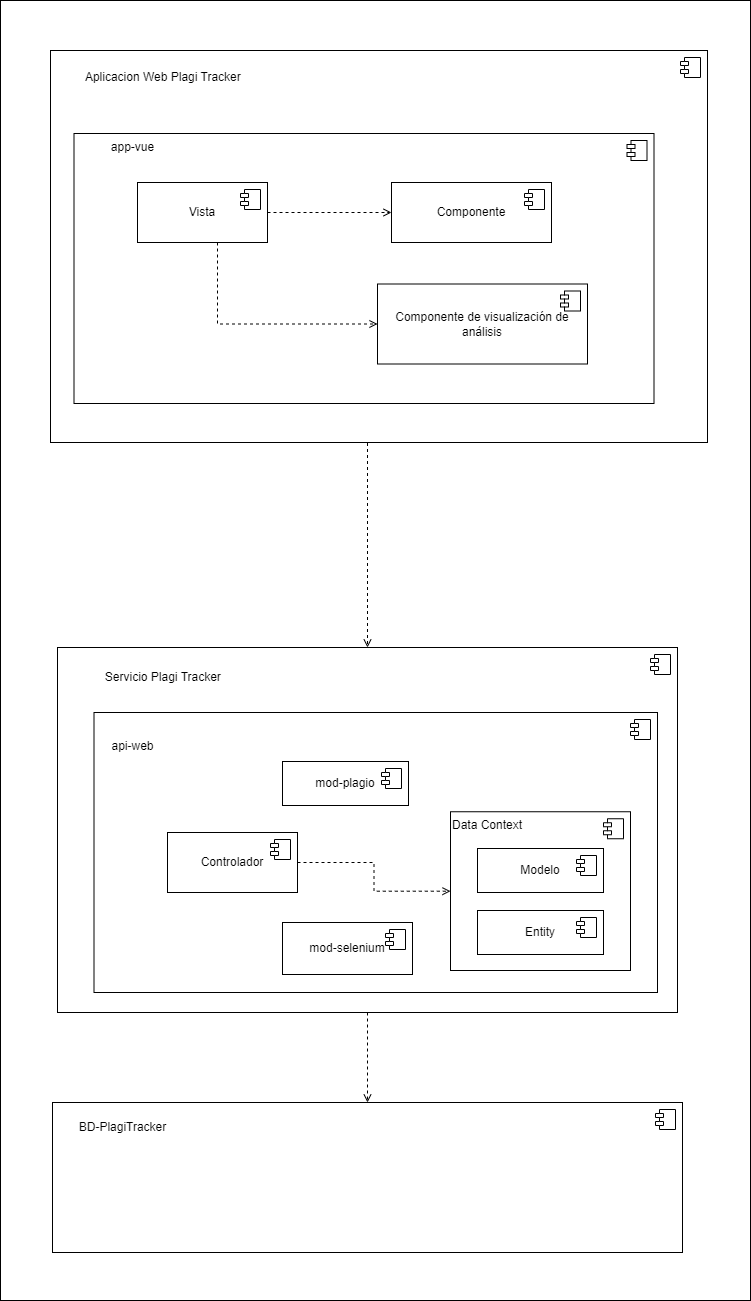 Aplicacion Web Plagi Tracker
app-vue
Vista
Componente
Componente de visualización de
análisis
Servicio Plagi Tracker
api-web
mod-plagio
Data Context
Controlador
Modelo
Entity
mod-selenium
BD-PlagiTracker